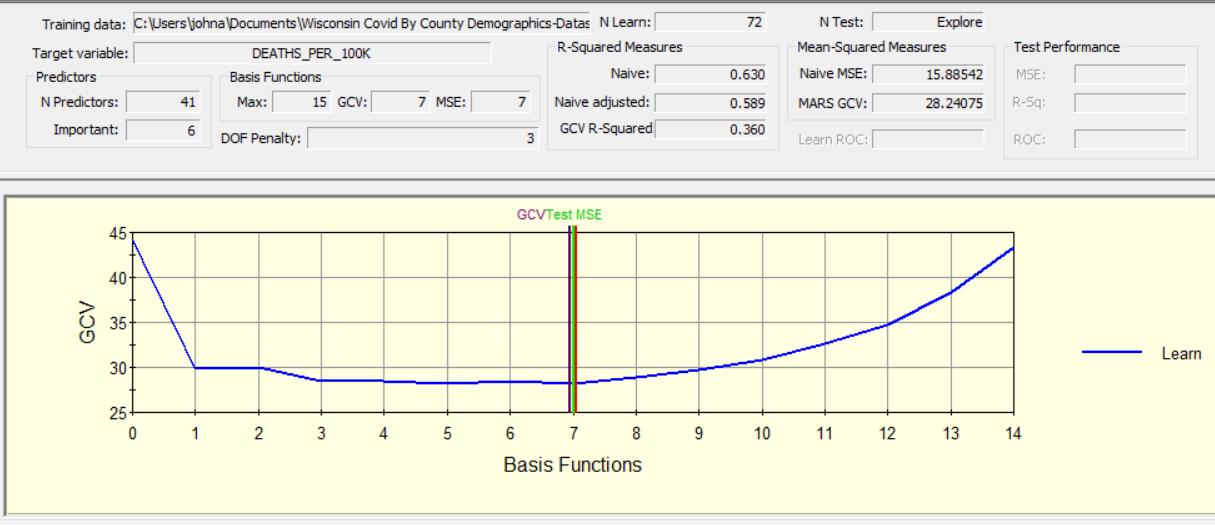 Training data: C:\Users\johna\Documents\Wisconsin Covid By County Demographics-Datas N Learn: 72 N Test: Explore
Target variable: DEATHS_PER_100K
Predictors
N Predictors: 41
Important: 6
Basis Functions
Max: 15 GCV: 7 MSE: 7
DOF Penalty: 3
R-Squared Measures
Naive: 0.630
Naive adjusted: 0.589
GCV R-Squared 0.360
Mean-Squared Measures
Naive MSE: 15.88542
MARS GCV: 28.24075
Learn ROC:
Test Performance
MSE:
R-Sq:
ROC:
GCVTest MSE
45
40
35
30
25
GCV
0 1 2 3 4 5 6 7 8 9 10 11 12 13 14
Basis Functions
Learn